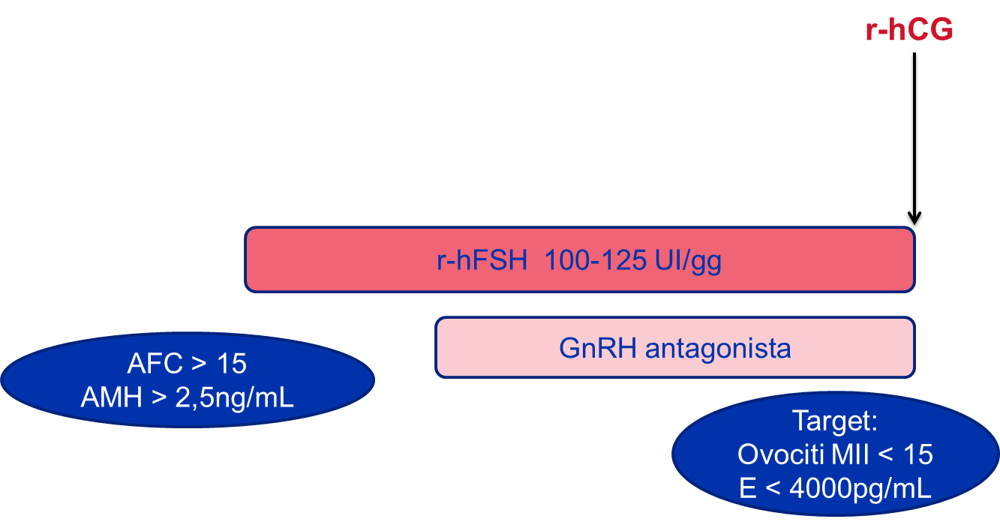 r-hCG
r-hFSH  100-125 UI/gg
GnRH antagonista
AFC > 15
AMH > 2,5ng/mL
Target:
Ovociti MII < 15
E < 4000pg/mL